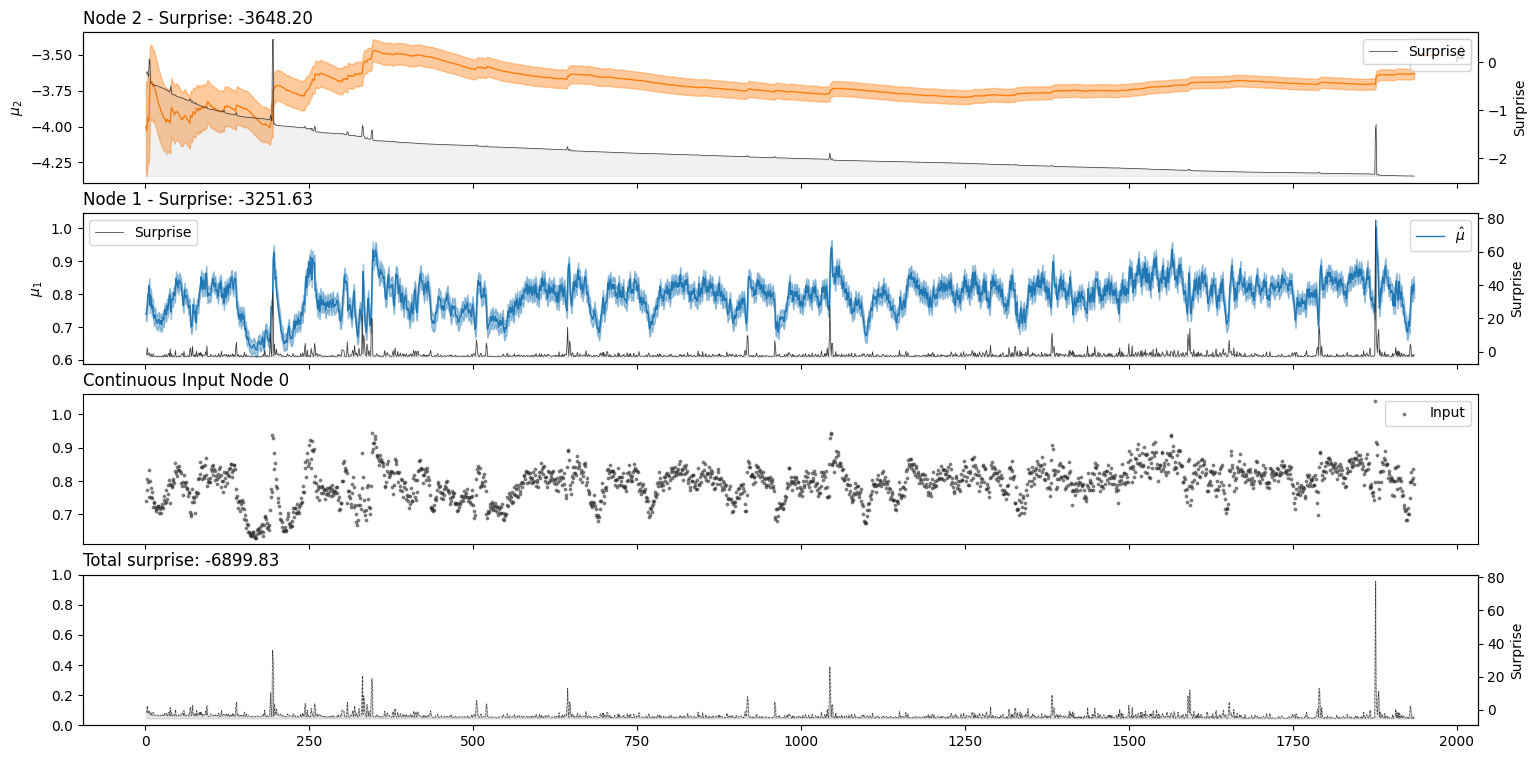 Node 2 - Surprise: -3648.20
−3.50
−3.75
−4.00
−4.25
μ2
Surprise
0
−1
−2
Surprise
Node 1 - Surprise: -3251.63
1.0
0.9
0.8
0.7
0.6
μ1
Surprise
μ̂
80
60
40
20
0
Surprise
Continuous Input Node 0
1.0
0.9
0.8
0.7
Input
Total surprise: -6899.83
1.0
0.8
0.6
0.4
0.2
0.0
80
60
40
20
0
Surprise
0 250 500 750 1000 1250 1500 1750 2000